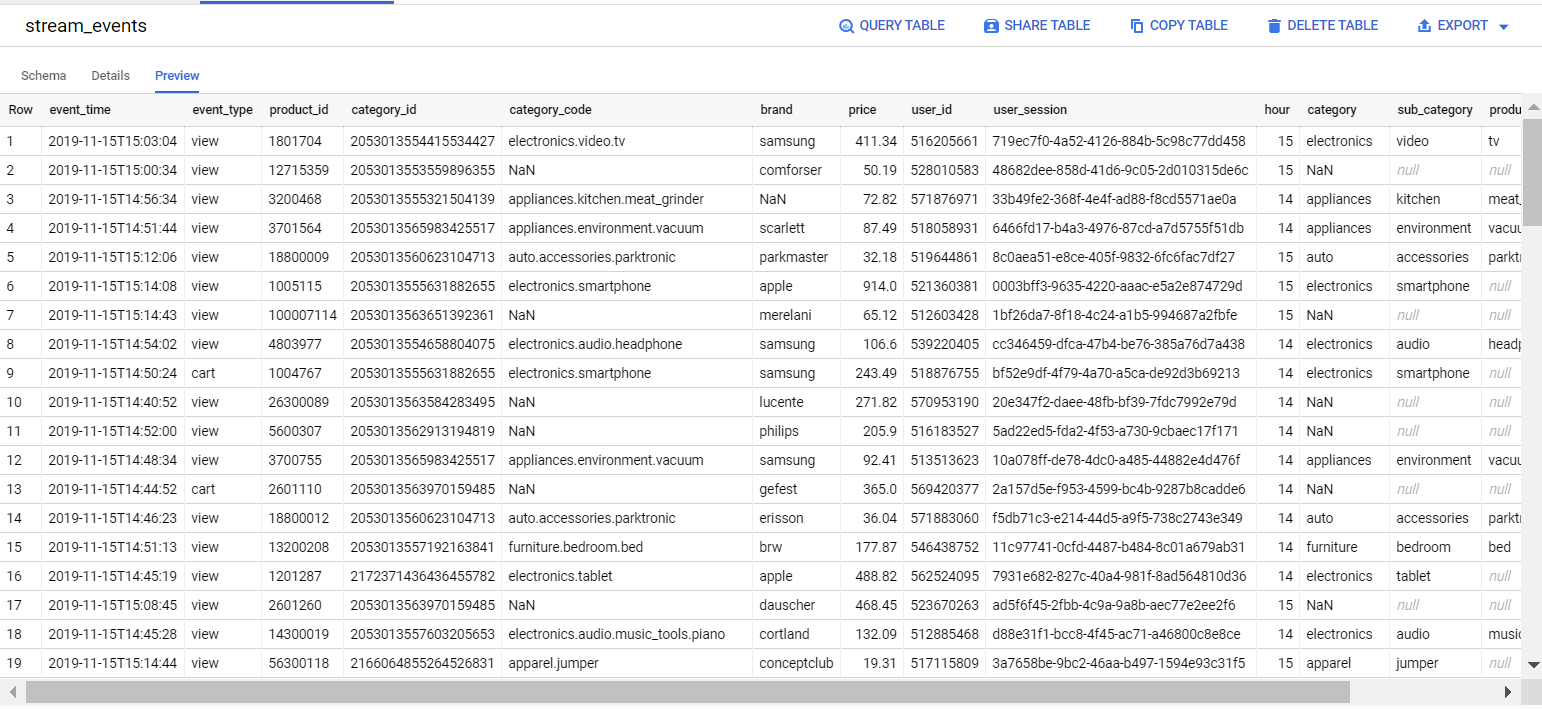 stream_events QUERY TABLE SHARE TABLE COPY TABLE DELETE TABLE EXPORT
Schema Details Preview
Row event_time event_type product_id category_id category_code brand price user_id user_session hour category sub_category produ
1 2019-11-15T15:03:04 view 1801704 2053013554415534427 electronics.video.tv samsung 411.34 516205661 719ec7f0-4a52-4126-884b-5c98c77dd458 15 electronics video tv
2 2019-11-15T15:00:34 view 12715359 2053013553559896355 NaN comforser 50.19 528010583 48682dee-858d-41d6-9c05-2d010315de6c 15 NaN null null
3 2019-11-15T14:56:34 view 3200468 2053013555321504139 appliances.kitchen.meat_grinder NaN 72.82 571876971 33b49fe2-368f-4e4f-ad88-f8cd5571ae0a 14 appliances kitchen meat_
4 2019-11-15T14:51:44 view 3701564 2053013565983425517 appliances.environment.vacuum scarlett 87.49 518058931 6466fd17-b4a3-4976-87cd-a7d5755f51db 14 appliances environment vacuu
5 2019-11-15T15:12:06 view 18800009 2053013560623104713 auto.accessories.parktronic parkmaster 32.18 519644861 8c0aea51-e8ce-405f-9832-6fc6fac7df27 15 auto accessories parktr
6 2019-11-15T15:14:08 view 1005115 2053013555631882655 electronics.smartphone apple 914.0 521360381 0003bff3-9635-4220-aaac-e5a2e874729d 15 electronics smartphone null
7 2019-11-15T15:14:43 view 100007114 2053013563651392361 NaN merelani 65.12 512603428 1bf26da7-8f18-4c24-a1b5-994687a2fbfe 15 NaN null null
8 2019-11-15T14:54:02 view 4803977 2053013554658804075 electronics.audio.headphone samsung 106.6 539220405 cc346459-dfca-47b4-be76-385a76d7a438 14 electronics audio headp
9 2019-11-15T14:50:24 cart 1004767 2053013555631882655 electronics.smartphone samsung 243.49 518876755 bf52e9df-4f79-4a70-a5ca-de92d3b69213 14 electronics smartphone null
10 2019-11-15T14:40:52 view 26300089 2053013563584283495 NaN lucente 271.82 570953190 20e347f2-daee-48fb-bf39-7fdc7992e79d 14 NaN null null
11 2019-11-15T14:52:00 view 5600307 2053013562913194819 NaN philips 205.9 516183527 5ad22ed5-fda2-4f53-a730-9cbaec17f171 14 NaN null null
12 2019-11-15T14:48:34 view 3700755 2053013565983425517 appliances.environment.vacuum samsung 92.41 513513623 10a078ff-de78-4dc0-a485-44882e4d476f 14 appliances environment vacuu
13 2019-11-15T14:44:52 cart 2601110 2053013563970159485 NaN gefest 365.0 569420377 2a157d5e-f953-4599-bc4b-9287b8cadde6 14 NaN null null
14 2019-11-15T14:46:23 view 18800012 2053013560623104713 auto.accessories.parktronic erisson 36.04 571883060 f5db71c3-e214-44d5-a9f5-738c2743e349 14 auto accessories parktr
15 2019-11-15T14:51:13 view 13200208 2053013557192163841 furniture.bedroom.bed brw 177.87 546438752 11c97741-0cfd-4487-b484-8c01a679ab31 14 furniture bedroom bed
16 2019-11-15T14:45:19 view 1201287 2172371436436455782 electronics.tablet apple 488.82 562524095 7931e682-827c-40a4-981f-8ad564810d36 14 electronics tablet null
17 2019-11-15T15:08:45 view 2601260 2053013563970159485 NaN dauscher 468.45 523670263 ad5f6f45-2fbb-4c9a-9a8b-aec77e2ee2f6 15 NaN null null
18 2019-11-15T14:45:28 view 14300019 2053013557603205653 electronics.audio.music_tools.piano cortland 132.09 512885468 d88e31f1-bcc8-4f45-ac71-a46800c8e8ce 14 electronics audio music
19 2019-11-15T15:14:44 view 56300118 2166064855264526831 apparel.jumper conceptclub 19.31 517115809 3a7658be-9bc2-46aa-b497-1594e93c31f5 15 apparel jumper null